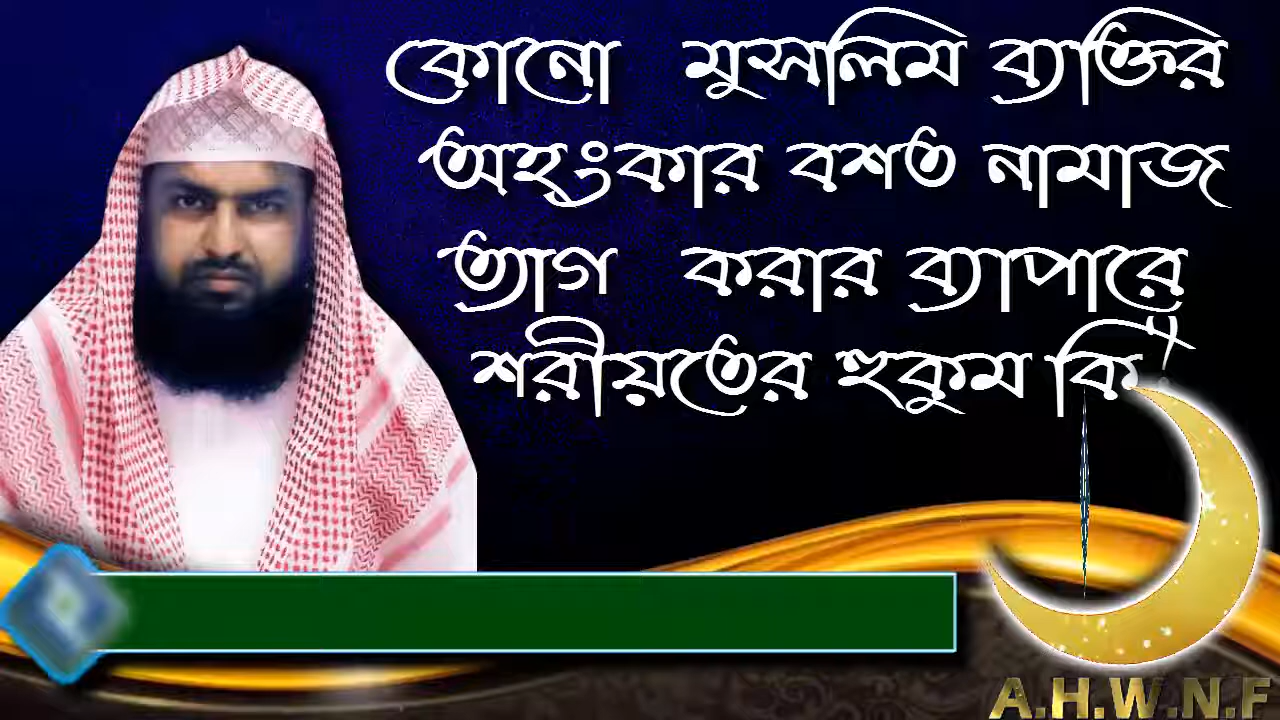 কোনো মুসলিম ব্যক্তির
অহংকার বশত নামাজ
ত্যাগ করার ব্যাপারে
শরীয়তের হুকুম কি?
A.H.W.N.F